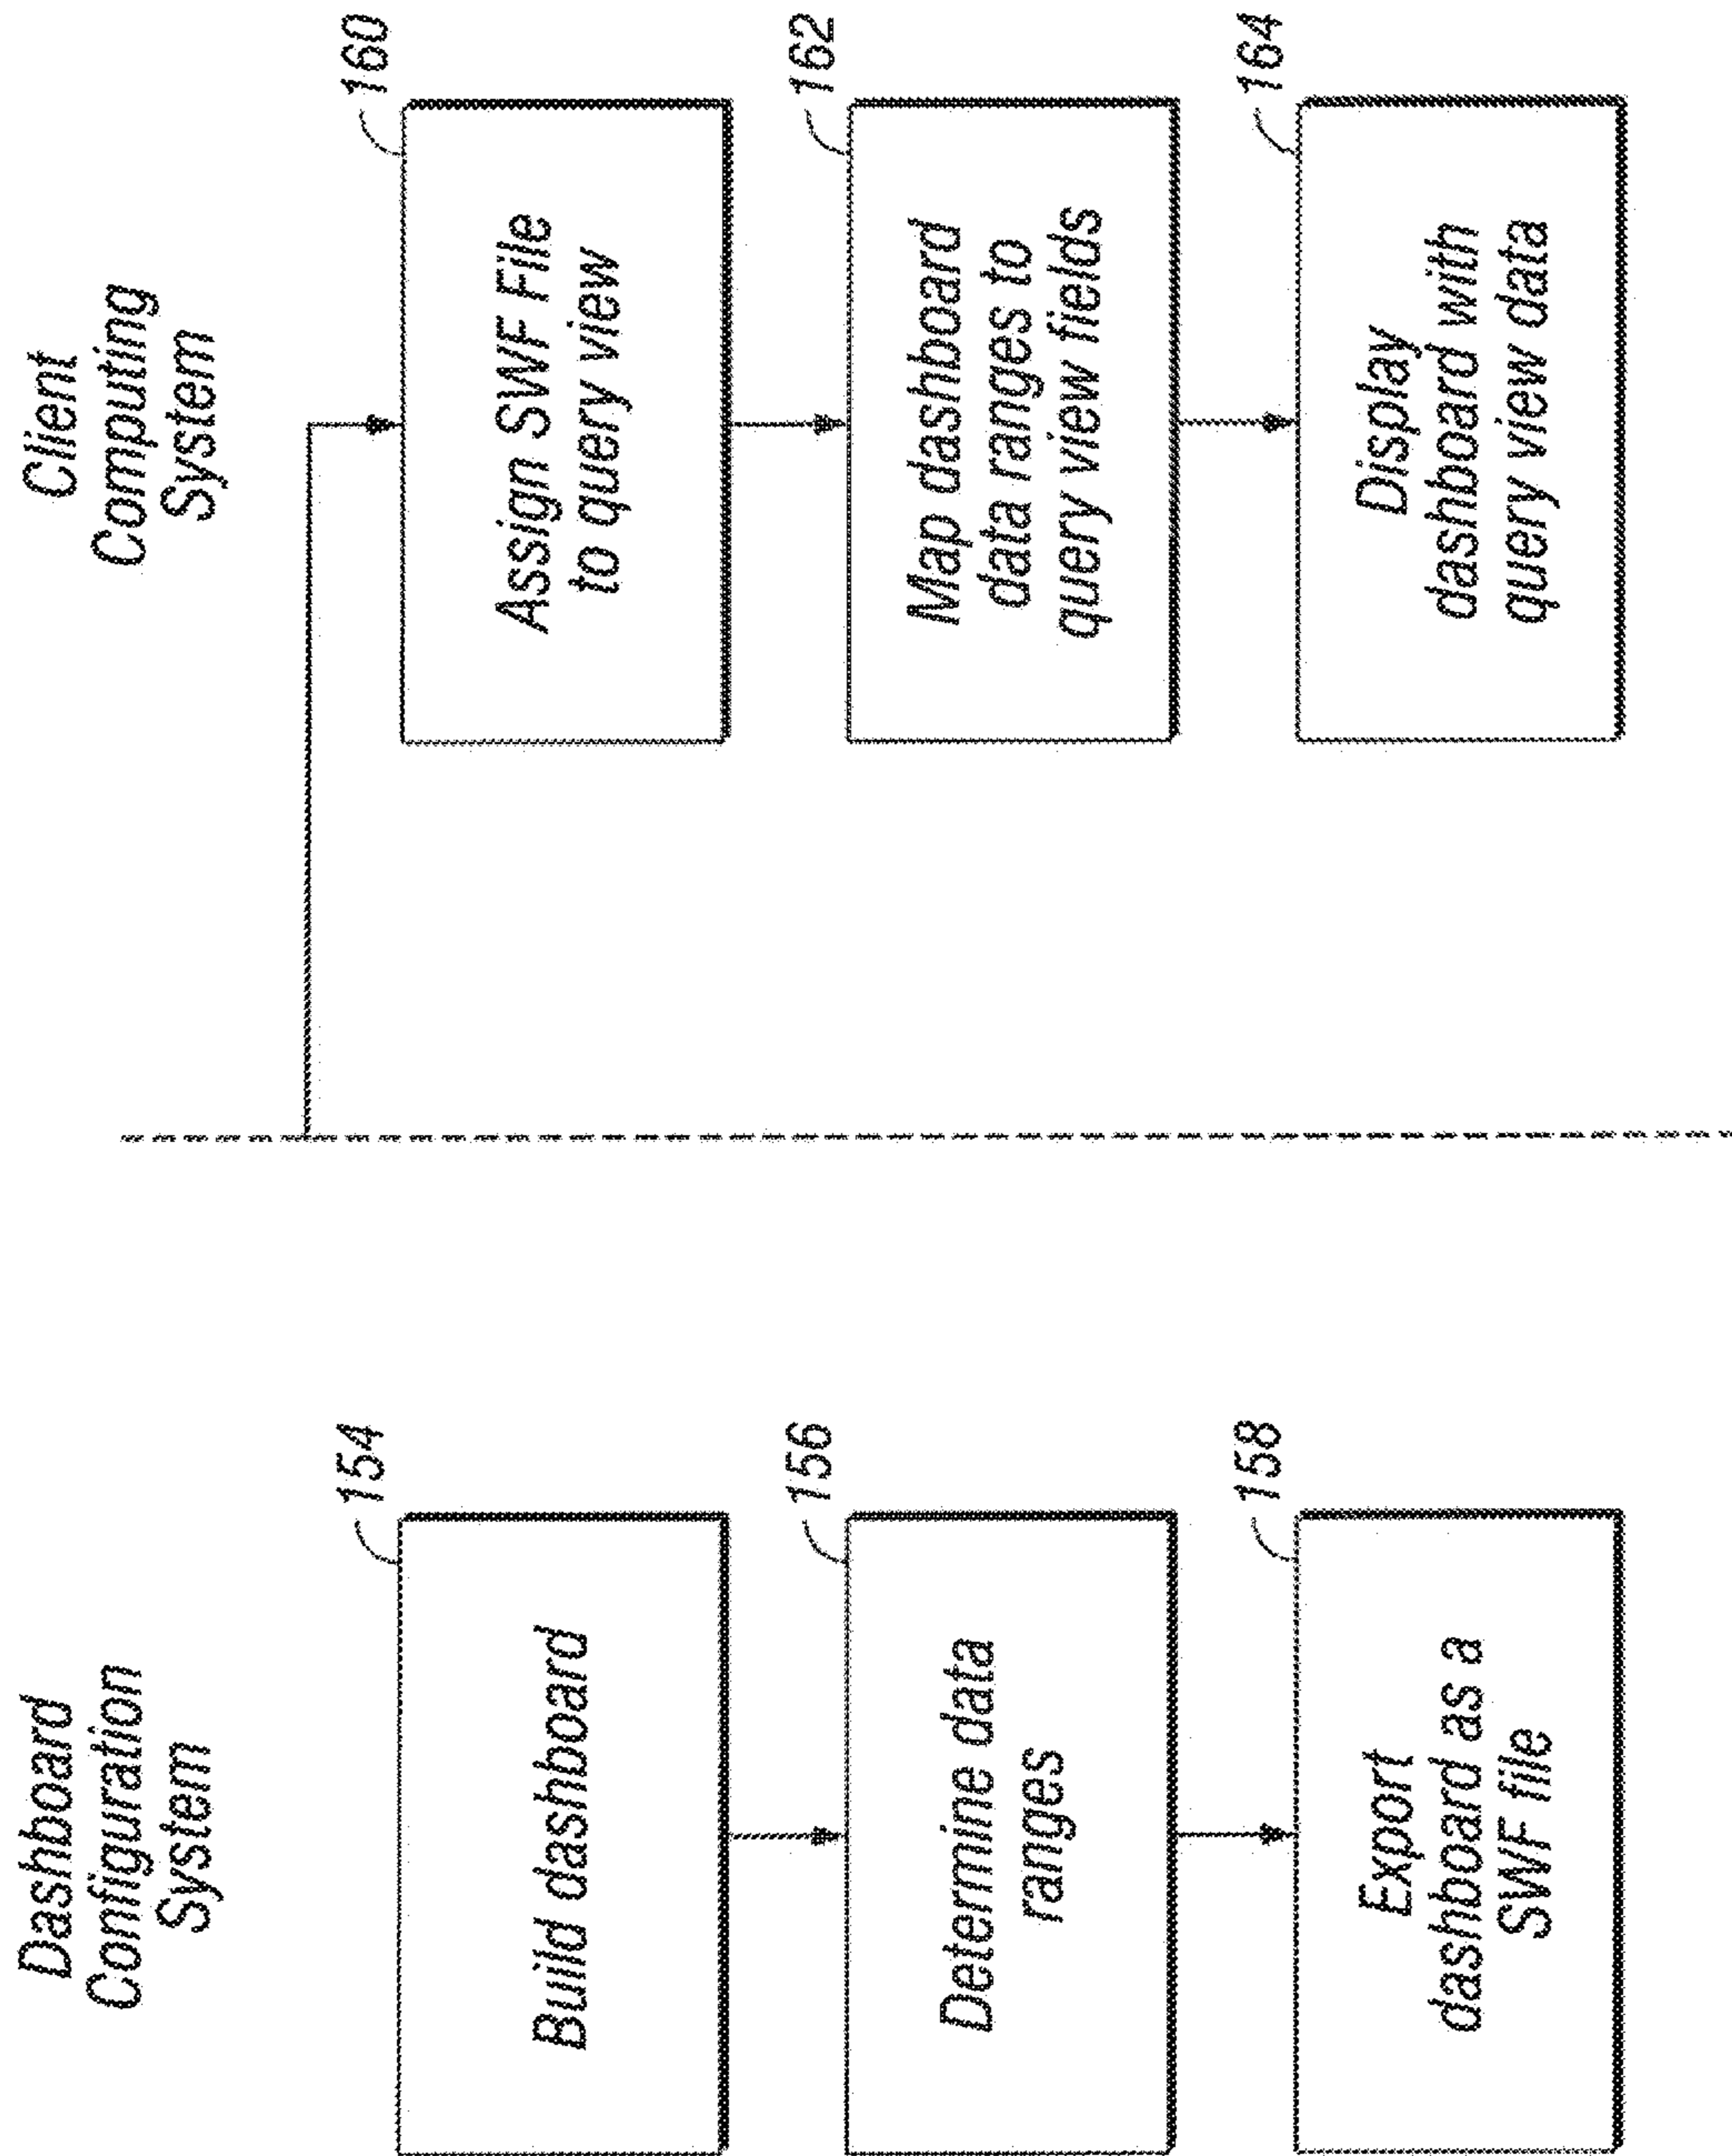 Dashboard
Configuration
System
154
Build dashboard
156
Determine data
ranges
158
Export
dashboard as a
SWF file
Client
Computing
System
160
Assign SWF File
to query view
162
Map dashboard
data ranges to
query view fields
164
Display
dashboard with
query view data